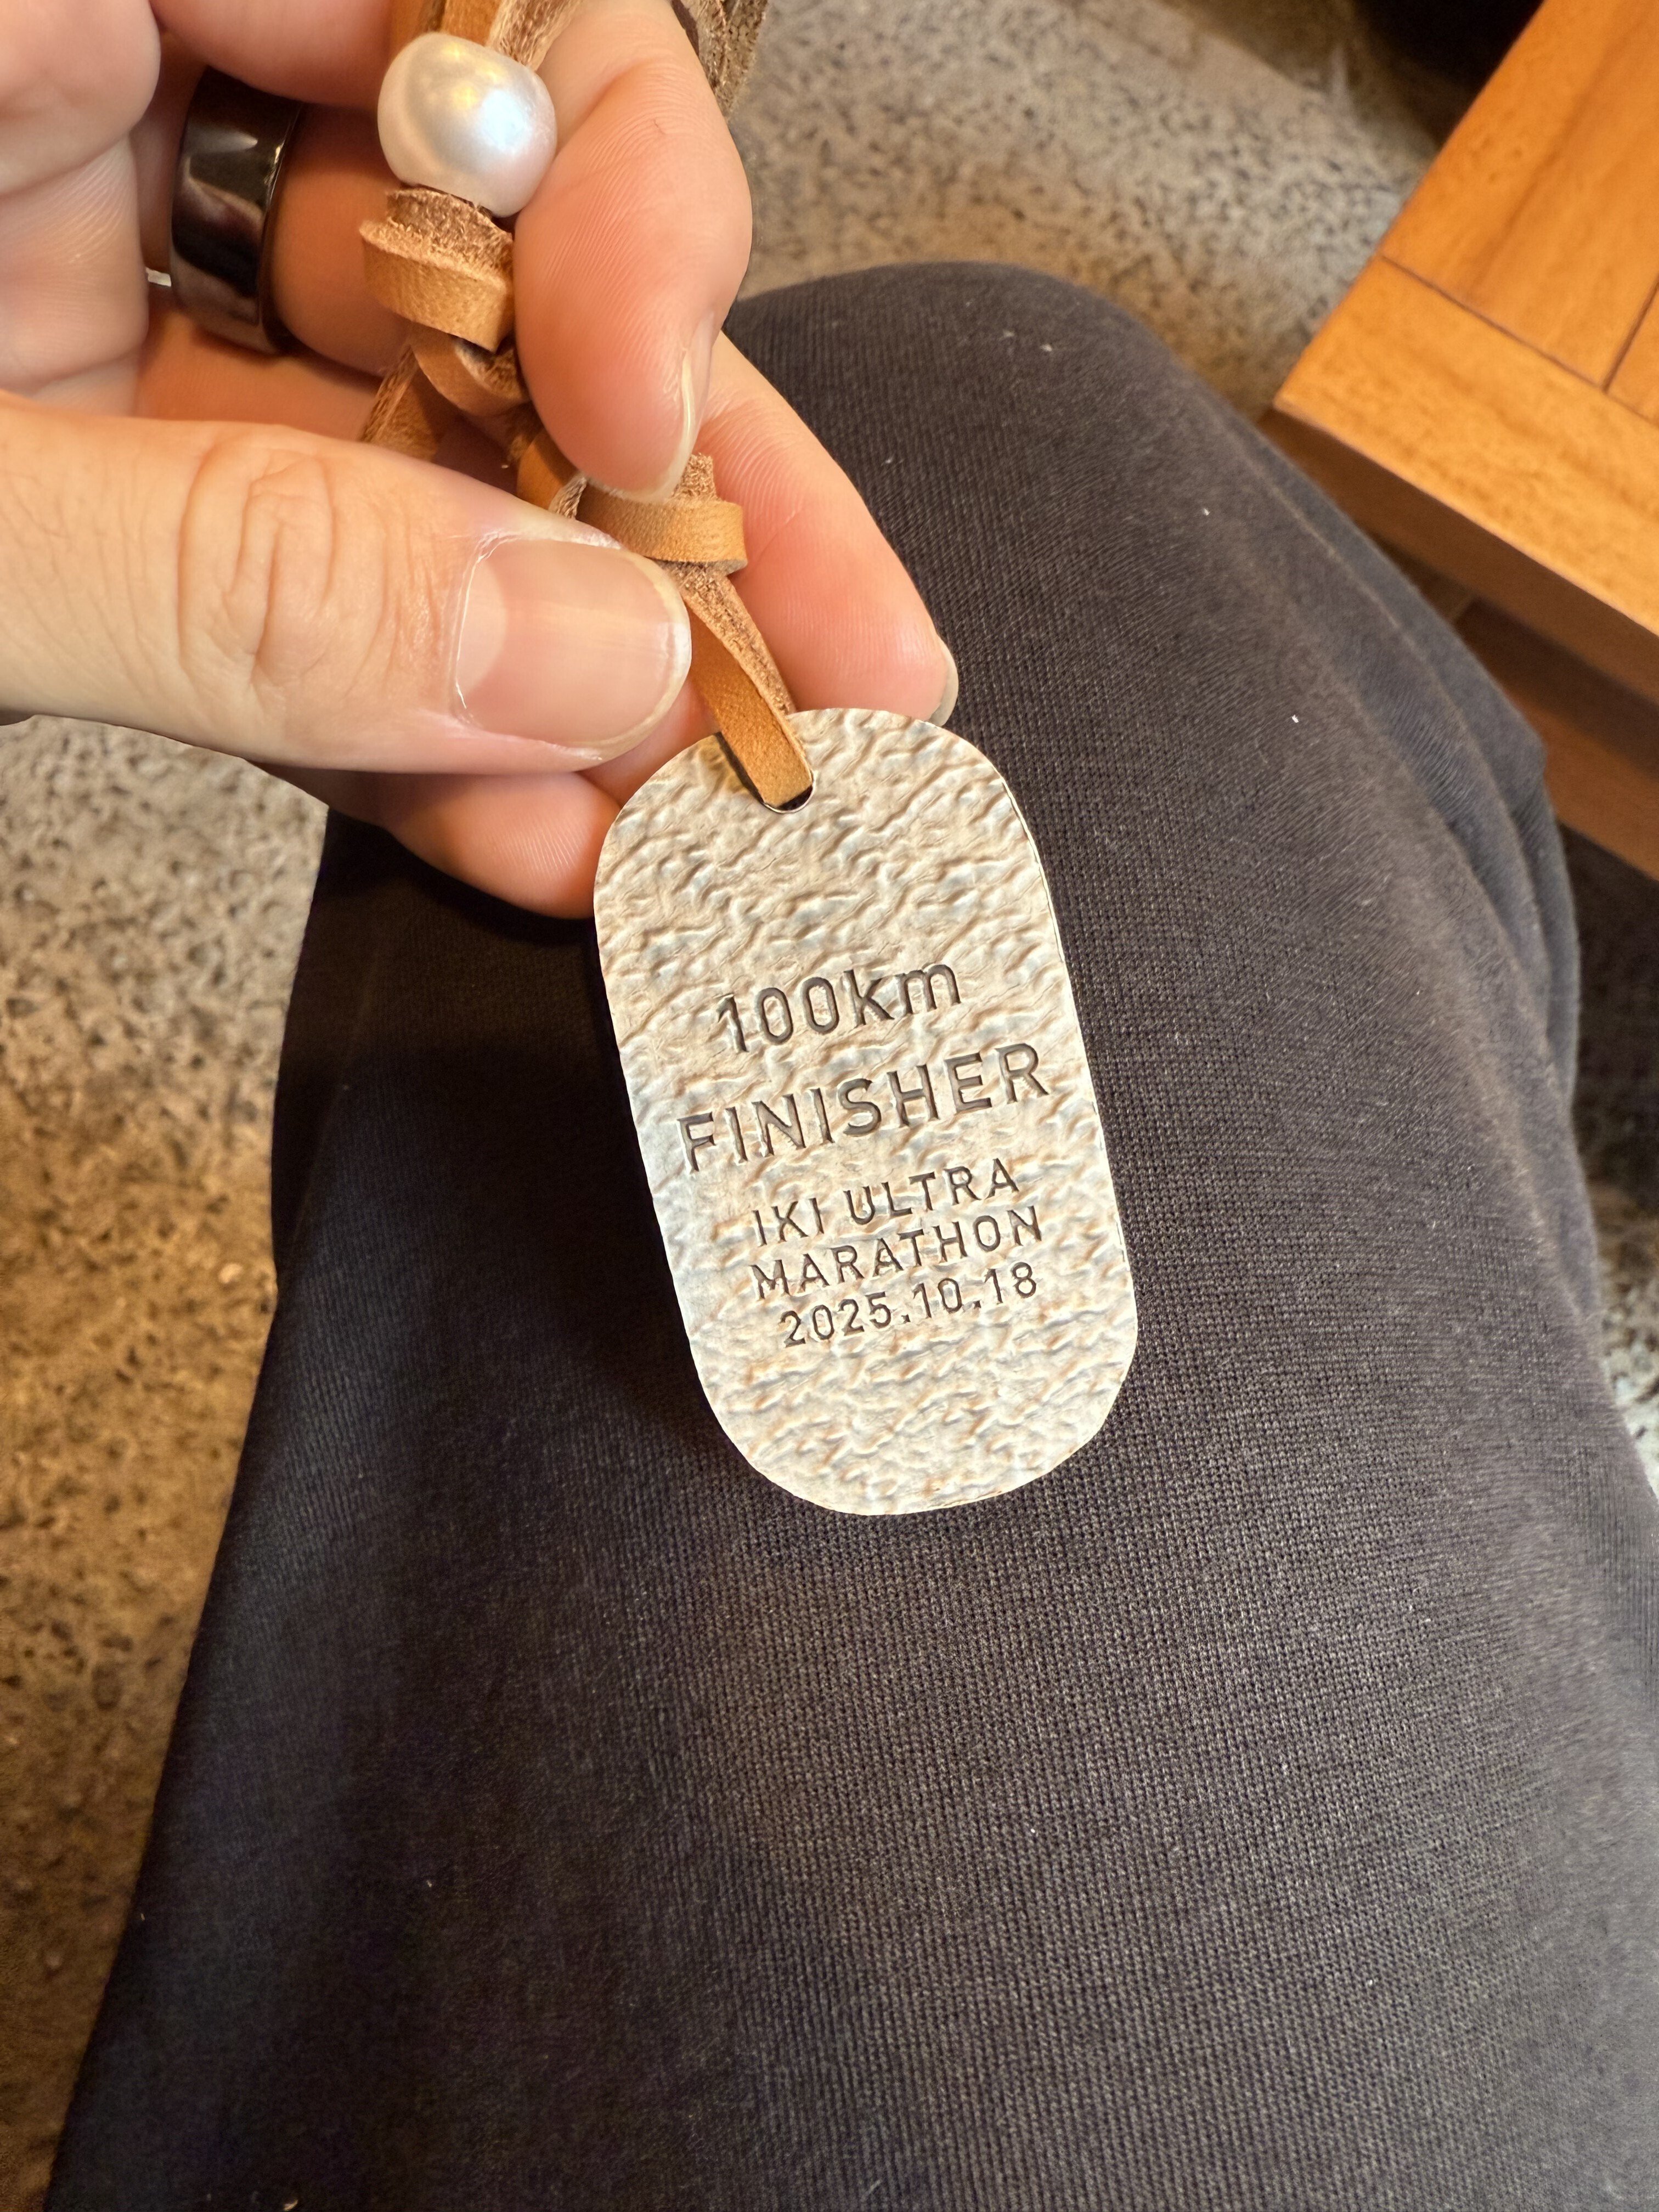 100km
FINISHER
IKI ULTRA
MARATHON
2025.10.18